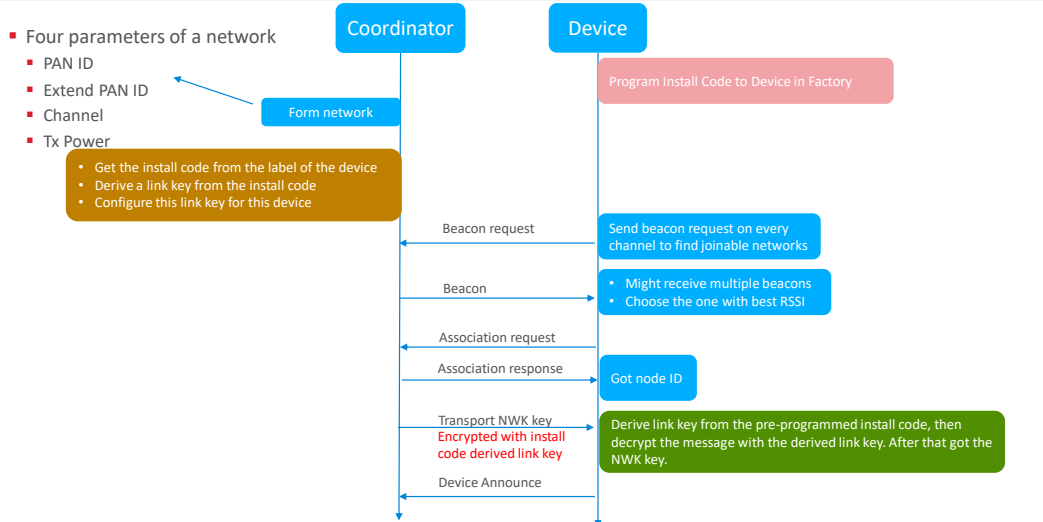 Four parameters of a network
PAN ID
Extend PAN ID
Channel
Tx Power
Coordinator
Device
Program Install Code to Device in Factory
Form network
Get the install code from the label of the device
Derive a link key from the install code
Configure this link key for this device
Beacon request
Send beacon request on every
channel to find joinable networks
Beacon
Might receive multiple beacons
Choose the one with best RSSI
Association request
Association response
Got node ID
Transport NWK key
Encrypted with install
code derived link key
Derive link key from the pre-programmed install code, then
decrypt the message with the derived link key. After that got the
NWK key.
Device Announce